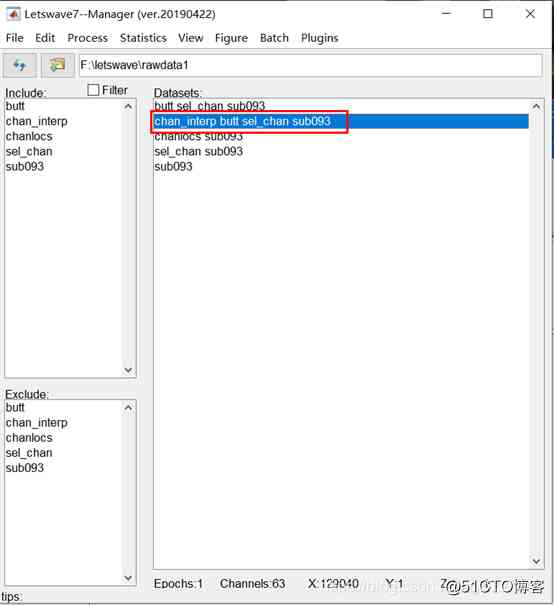 Letswave7--Manager (ver.20190422)
File Edit Process Statistics View Figure Batch Plugins
F:\letswave\rawdata1
Include: Filter
butt
chan_interp
chanlocs
sel_chan
sub093
Exclude:
butt
chan_interp
chanlocs
sel_chan
sub093
Datasets:
butt sel_chan sub093
chan_interp butt sel_chan sub093
chanlocs sub093
sel_chan sub093
sub093
Epochs:1 Channels:63 X:129040 Y:1 Z:
@51CTO博客
tips: